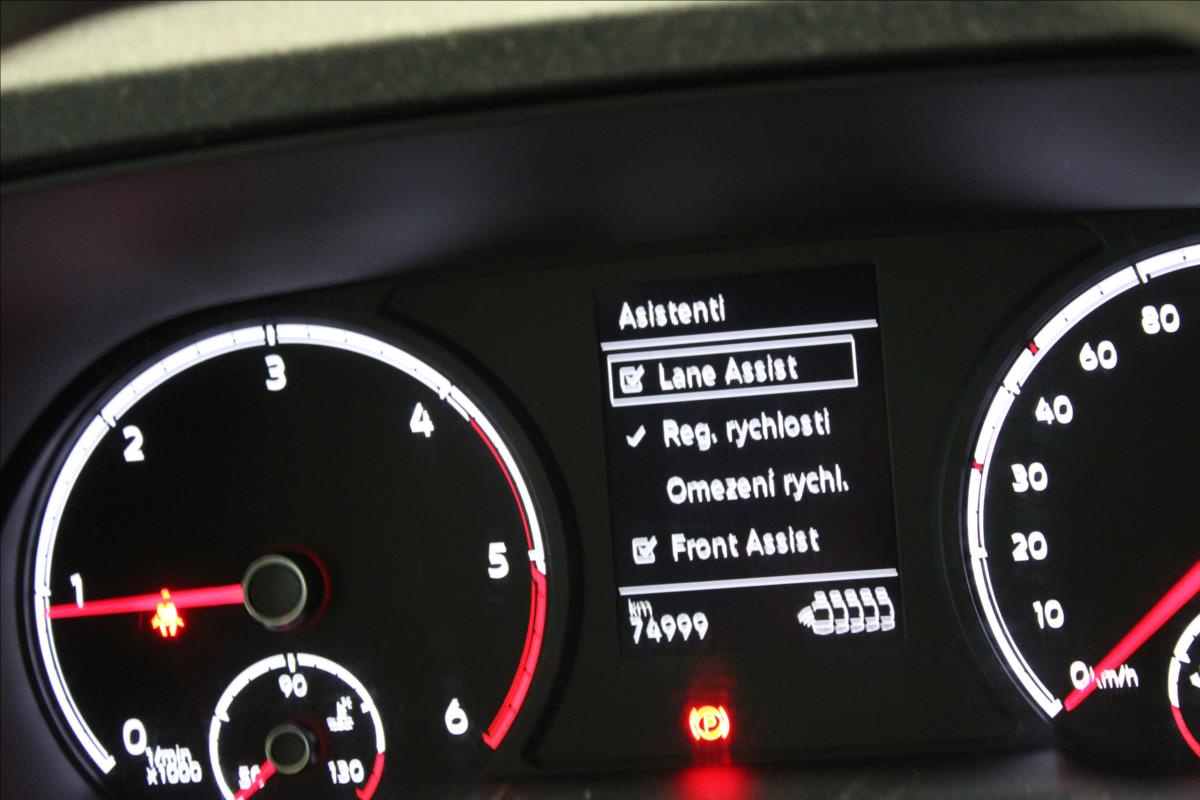 Asistenti
Lane Assist
Reg. rychlosti
Omezení rychl.
Front Assist
km
74999
0
1
2
3
4
5
6
1/min
x1000
50
90
130
P
0 km/h
10
20
30
40
60
80